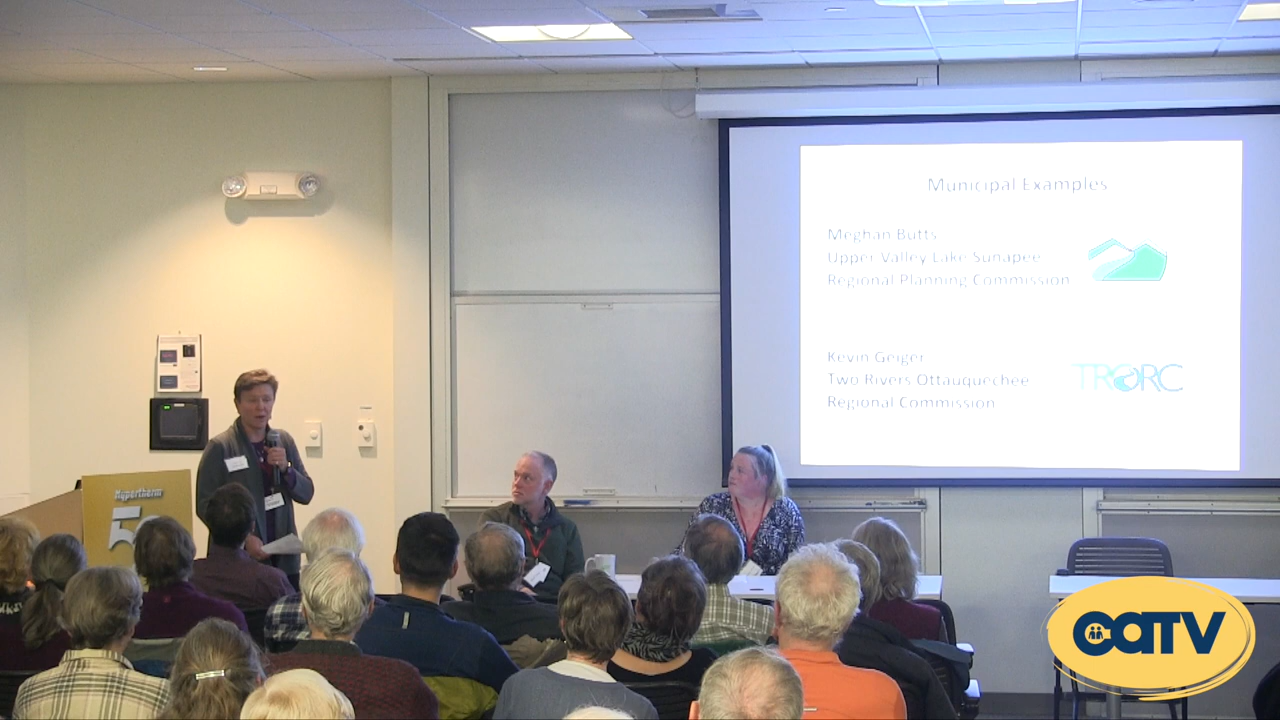 Municipal Examples
Meghan Butts
Upper Valley Lake Sunapee
Regional Planning Commission
Kevin Geiger
Two Rivers Ottauquechee
Regional Commission
TRORC
Hypertherm
CATV